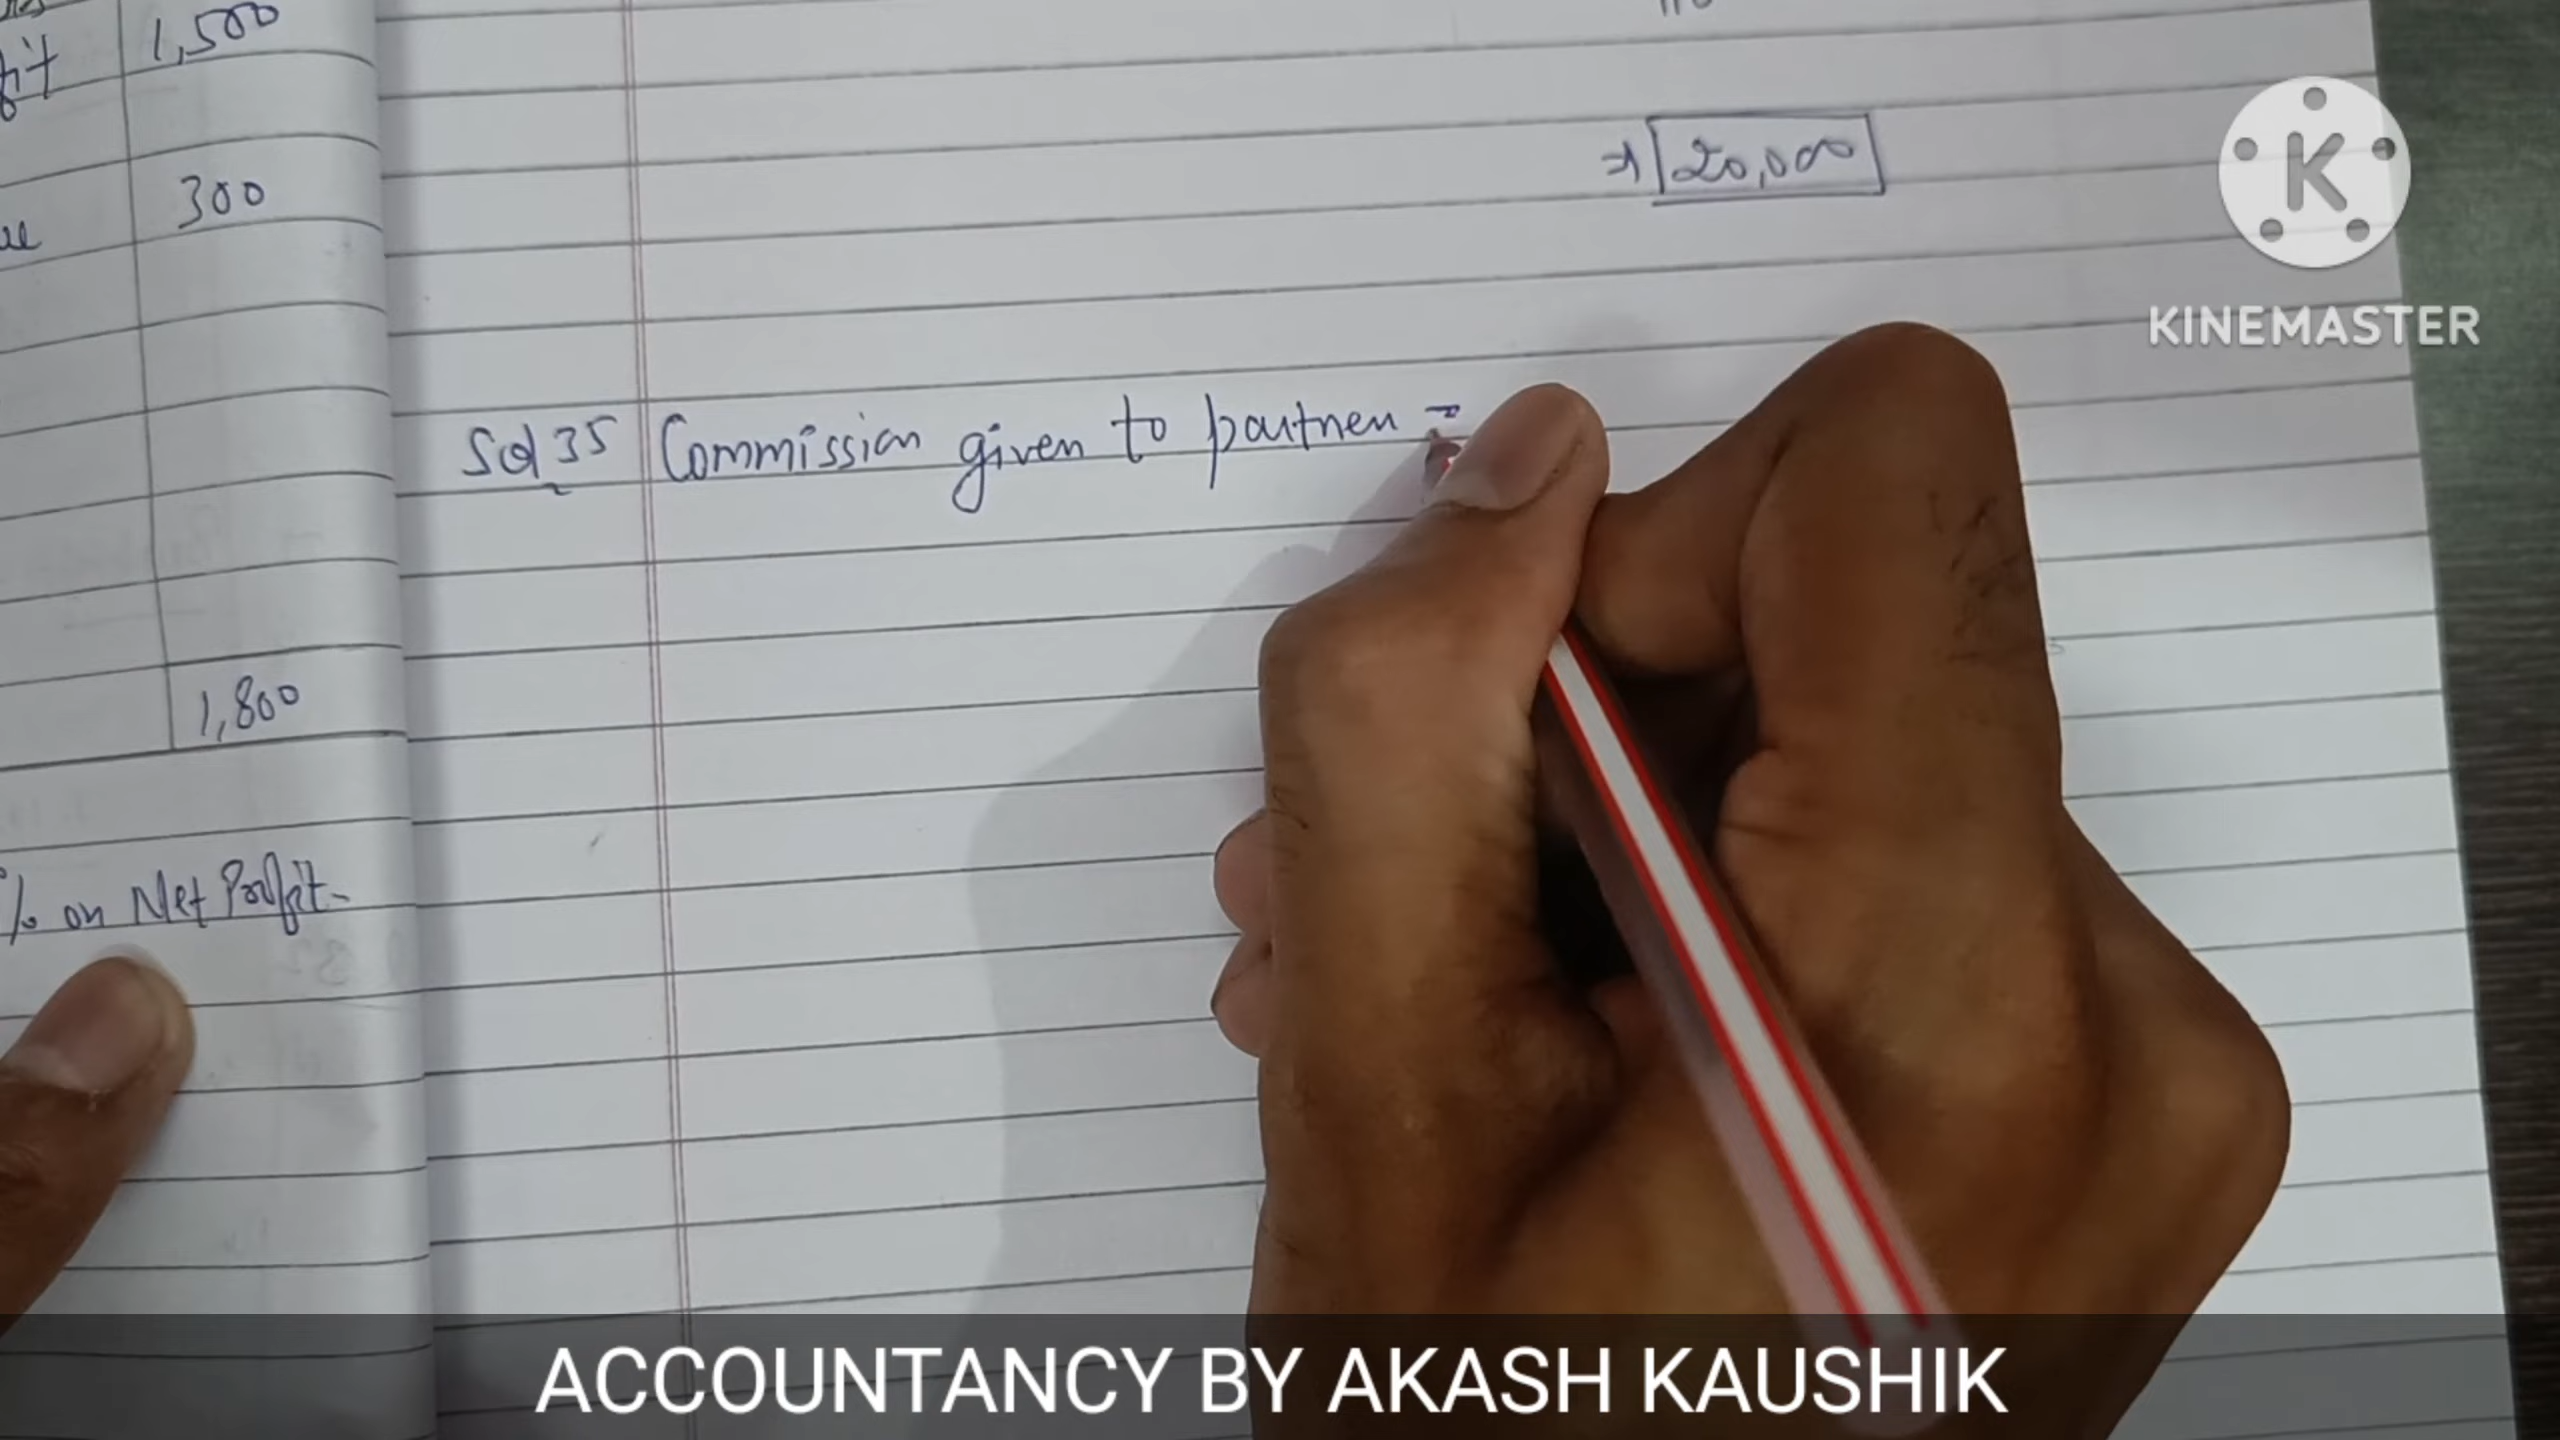 1,500
300
1,800
% on Net Profit-
⇒ 20,000
Sol 35 Commission given to partner =
K
KINEMASTER
ACCOUNTANCY BY AKASH KAUSHIK